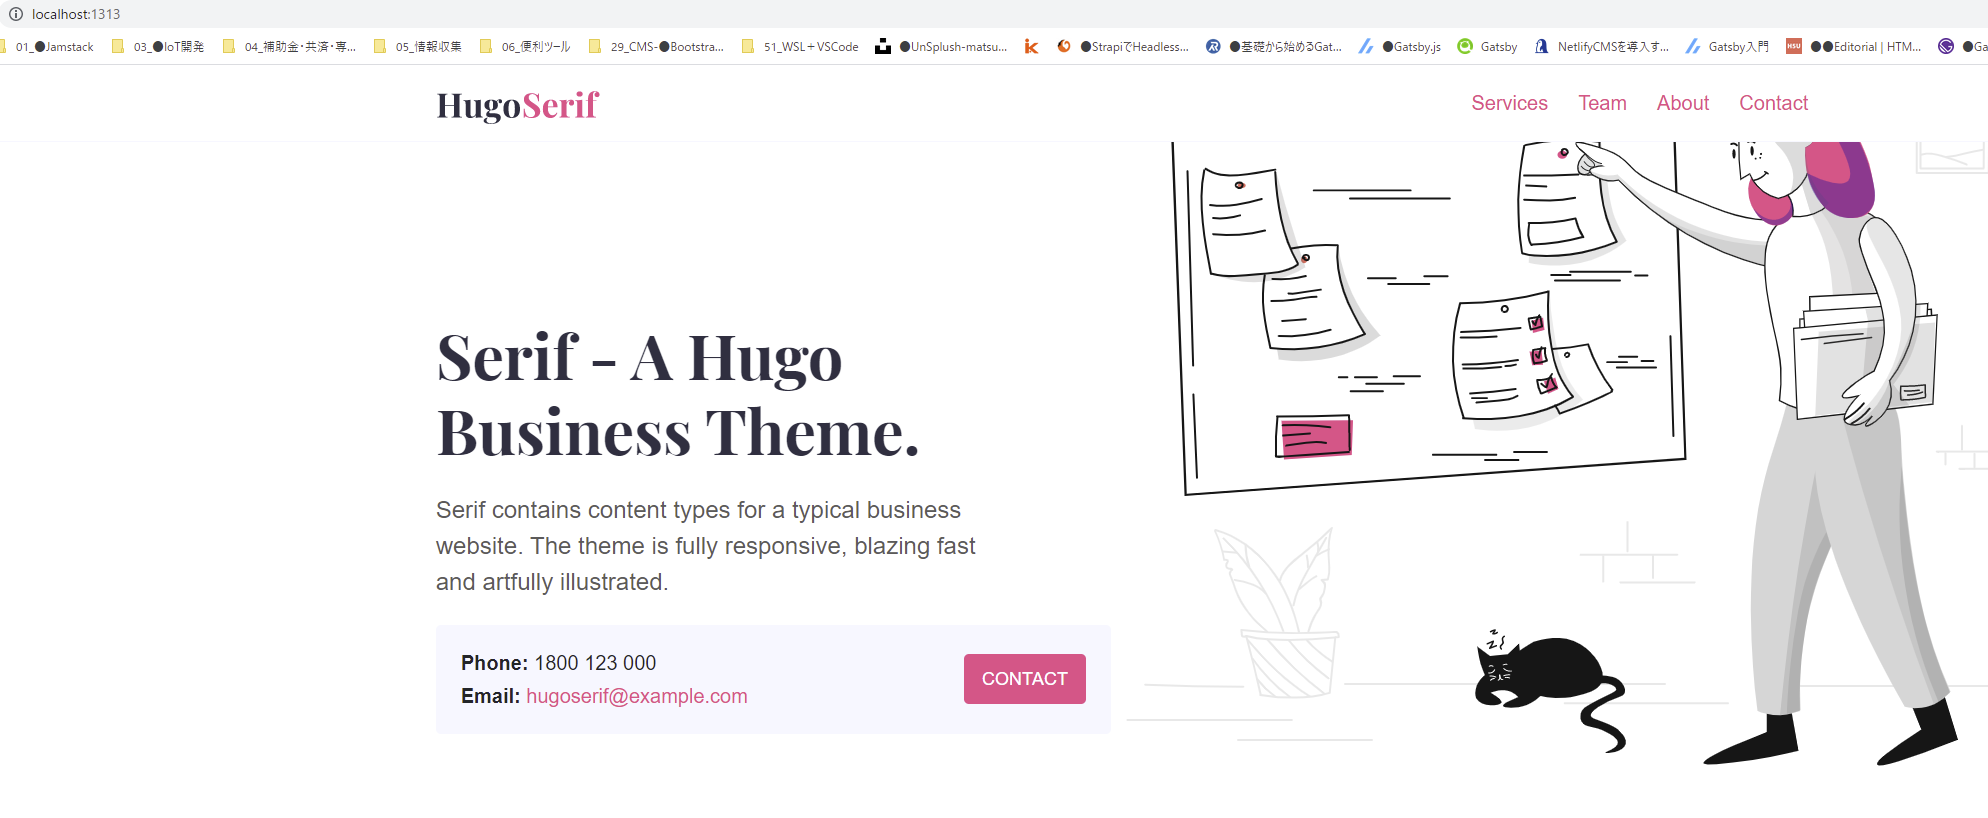 localhost:1313
01_●Jamstack 03_●IoT開発 04_補助金・共済・専... 05_情報収集 06_便利ツール 29_CMS-●Bootstra... 51_WSL+VSCode ●UnSplush-matsu... ●StrapiでHeadless... ●基礎から始めるGat... ●Gatsby.js Gatsby NetlifyCMSを導入す... Gatsby入門 HSU ●●Editorial | HTM... ●Ga
HugoSerif Services Team About Contact
Serif - A Hugo
Business Theme.
Serif contains content types for a typical business
website. The theme is fully responsive, blazing fast
and artfully illustrated.
Phone: 1800 123 000
Email: hugoserif@example.com
CONTACT
z z z